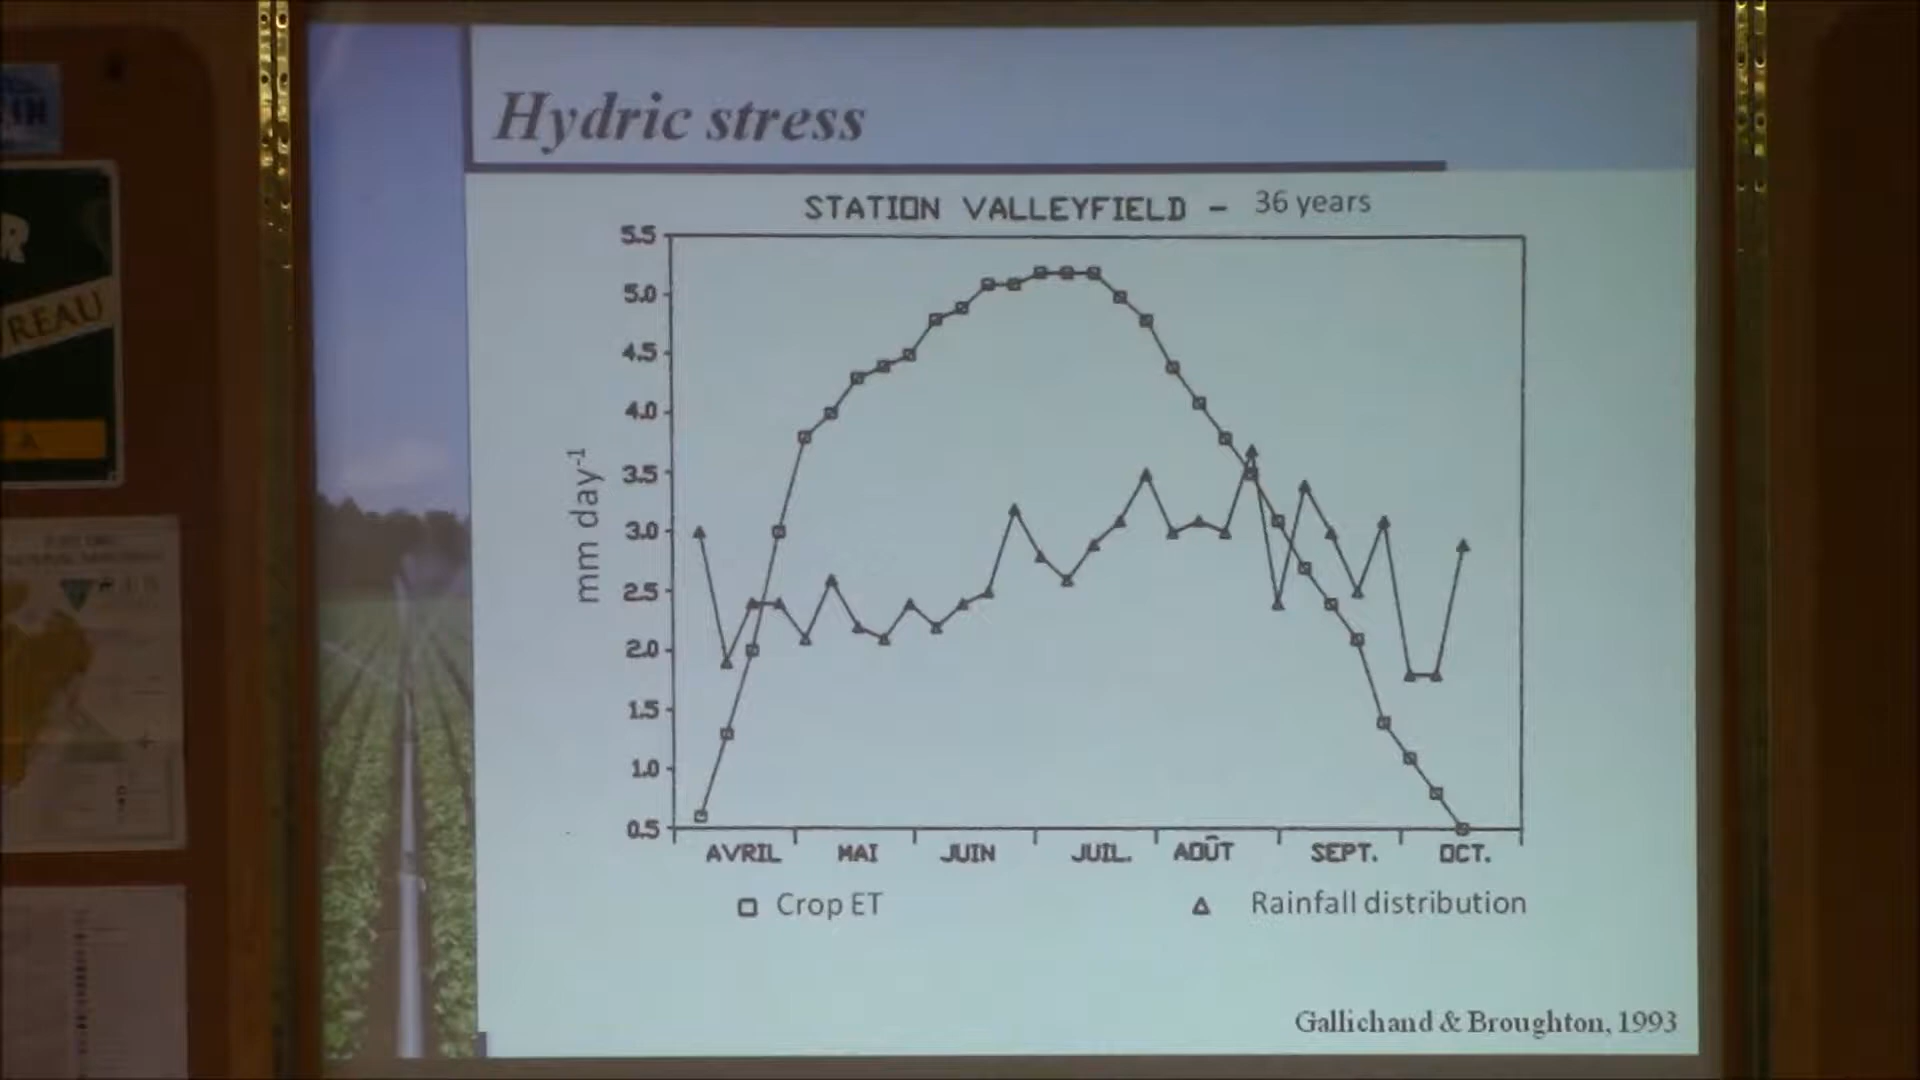 Hydric stress
STATION VALLEYFIELD - 36 years
5.5
5.0
4.5
4.0
3.5
3.0
2.5
2.0
1.5
1.0
0.5
mm day-1
AVRIL MAI JUIN JUIL. AOÛT SEPT. OCT.
Crop ET Rainfall distribution
Gallichand & Broughton, 1993
R
REAU
A